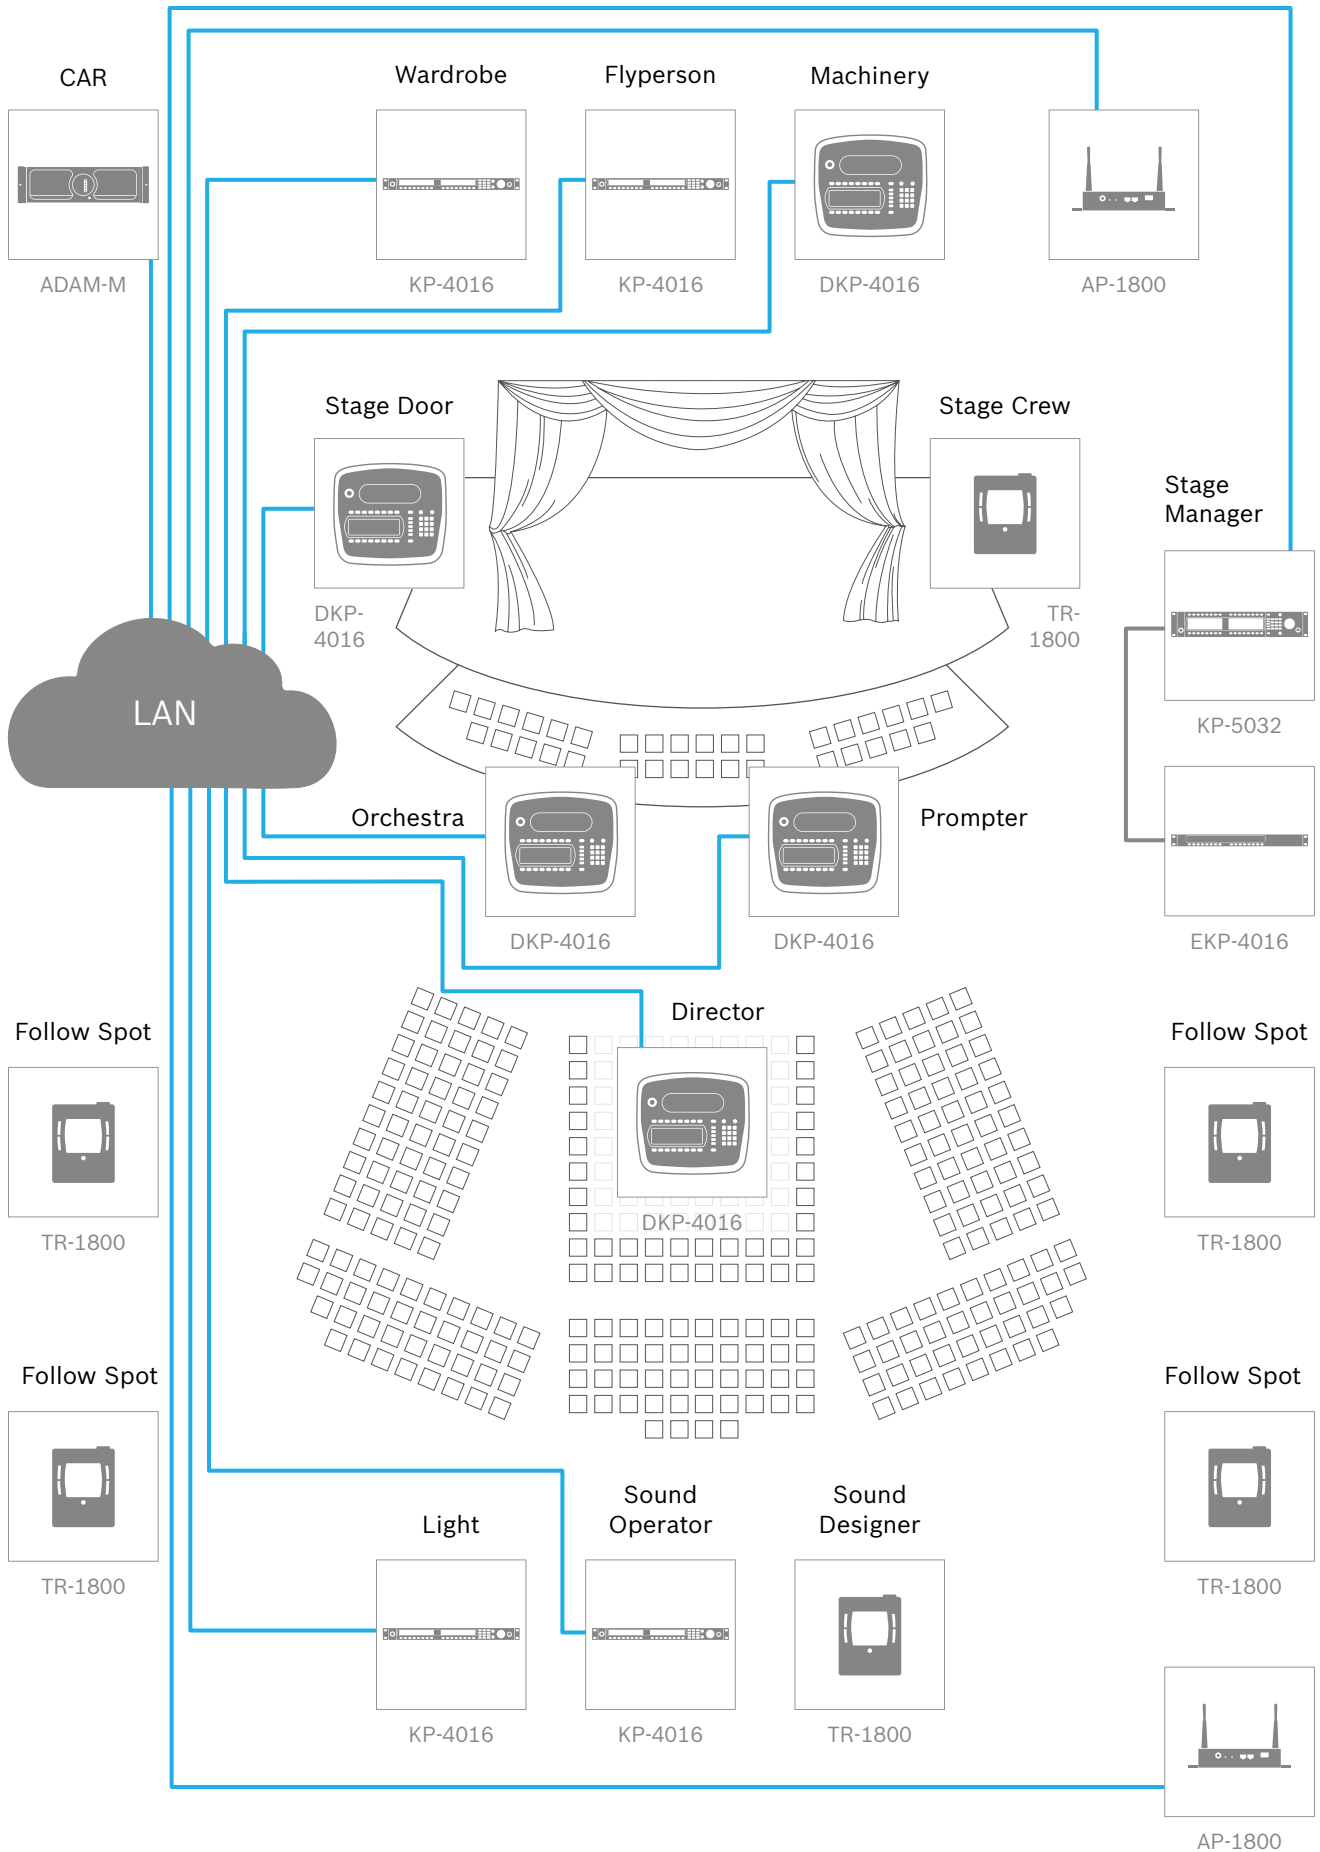 CAR
Wardrobe
Flyperson
Machinery
ADAM-M
KP-4016
KP-4016
DKP-4016
AP-1800
Stage Door
Stage Crew
DKP-
4016
TR-
1800
Stage
Manager
KP-5032
LAN
Orchestra
Prompter
DKP-4016
DKP-4016
EKP-4016
Director
DKP-4016
Follow Spot
TR-1800
Follow Spot
TR-1800
Follow Spot
TR-1800
Follow Spot
TR-1800
Light
KP-4016
Sound
Operator
KP-4016
Sound
Designer
TR-1800
AP-1800